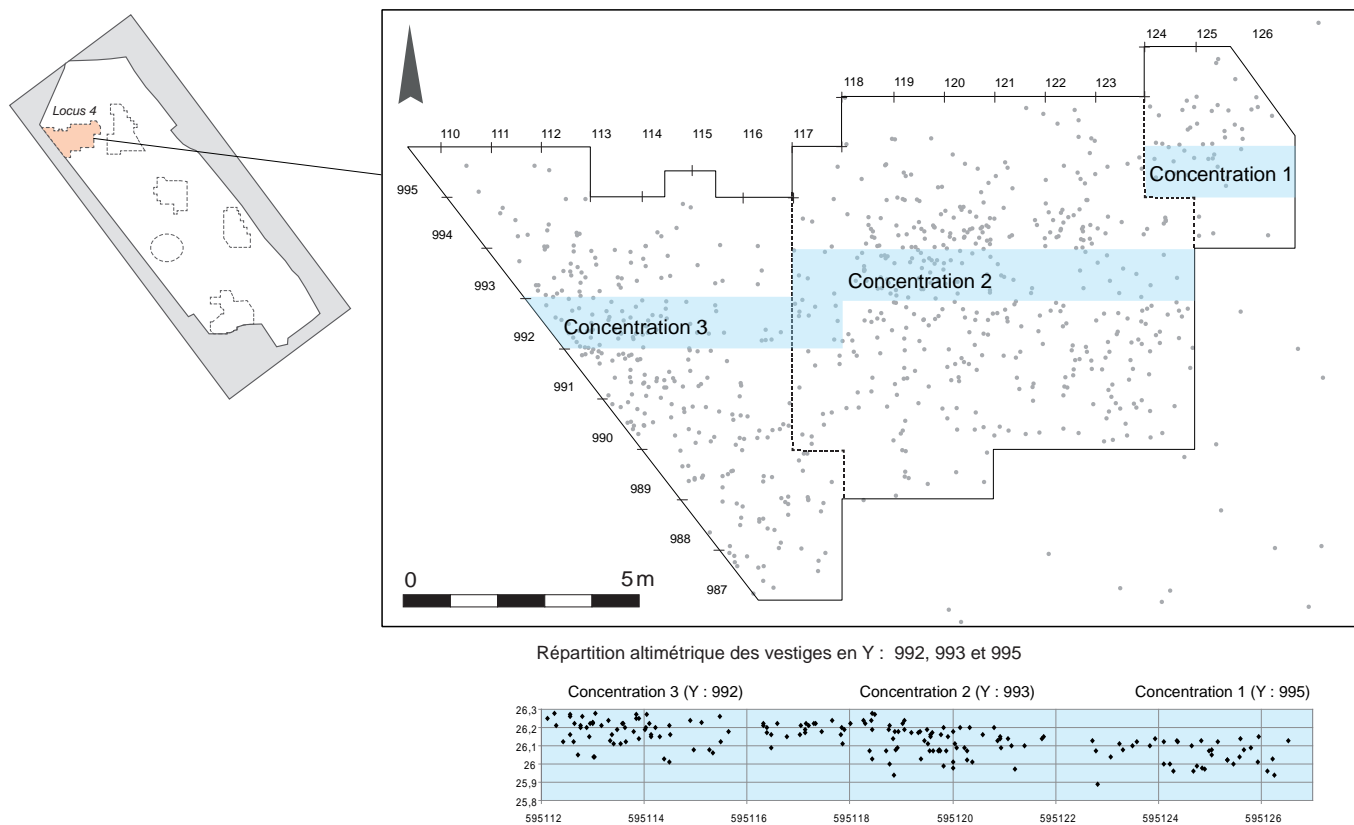 124 125 126
118 119 120 121 122 123
Locus 4
110 111 112 113 114 115 116 117
Concentration 1
995
994
Concentration 2
993
Concentration 3
992
991
990
989
988
0 5m
987
Répartition altimétrique des vestiges en Y : 992, 993 et 995
Concentration 3 (Y : 992) Concentration 2 (Y : 993) Concentration 1 (Y : 995)
26,3
26,2
26,1
26
25,9
25,8
595112 595114 595116 595118 595120 595122 595124 595126